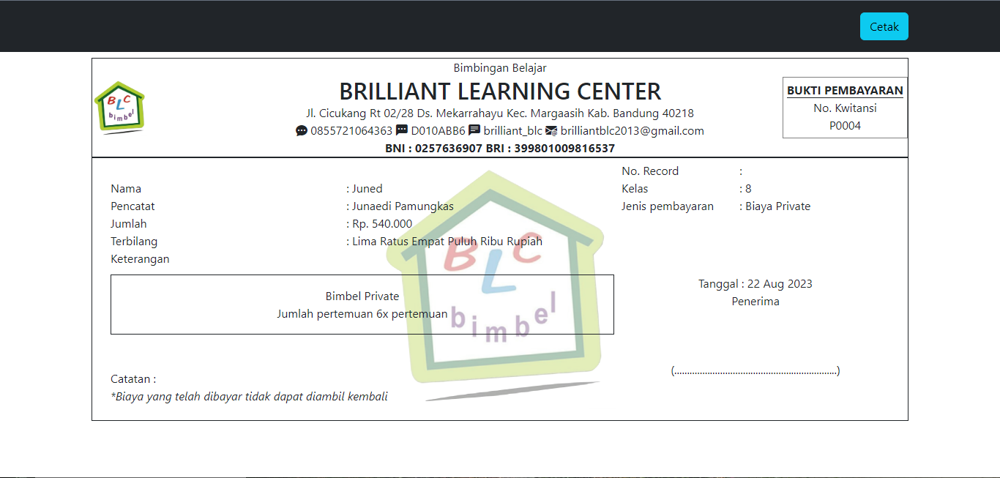 Cetak
Bimbingan Belajar
BRILLIANT LEARNING CENTER
Jl. Cicukang Rt 02/28 Ds. Mekarrahayu Kec. Margaasih Kab. Bandung 40218
0855721064363 D010ABB6 brilliant_blc brilliantblc2013@gmail.com
BNI : 0257636907 BRI : 399801009816537
BLC
bimbel
BUKTI PEMBAYARAN
No. Kwitansi
P0004
No. Record :
Nama : Juned
Kelas : 8
Pencatat : Junaedi Pamungkas
Jenis pembayaran : Biaya Private
Jumlah : Rp. 540.000
Terbilang : Lima Ratus Empat Puluh Ribu Rupiah
Keterangan
Bimbel Private
Jumlah pertemuan 6x pertemuan
BLC
bimbel
Tanggal : 22 Aug 2023
Penerima
(................................................................)
Catatan :
*Biaya yang telah dibayar tidak dapat diambil kembali